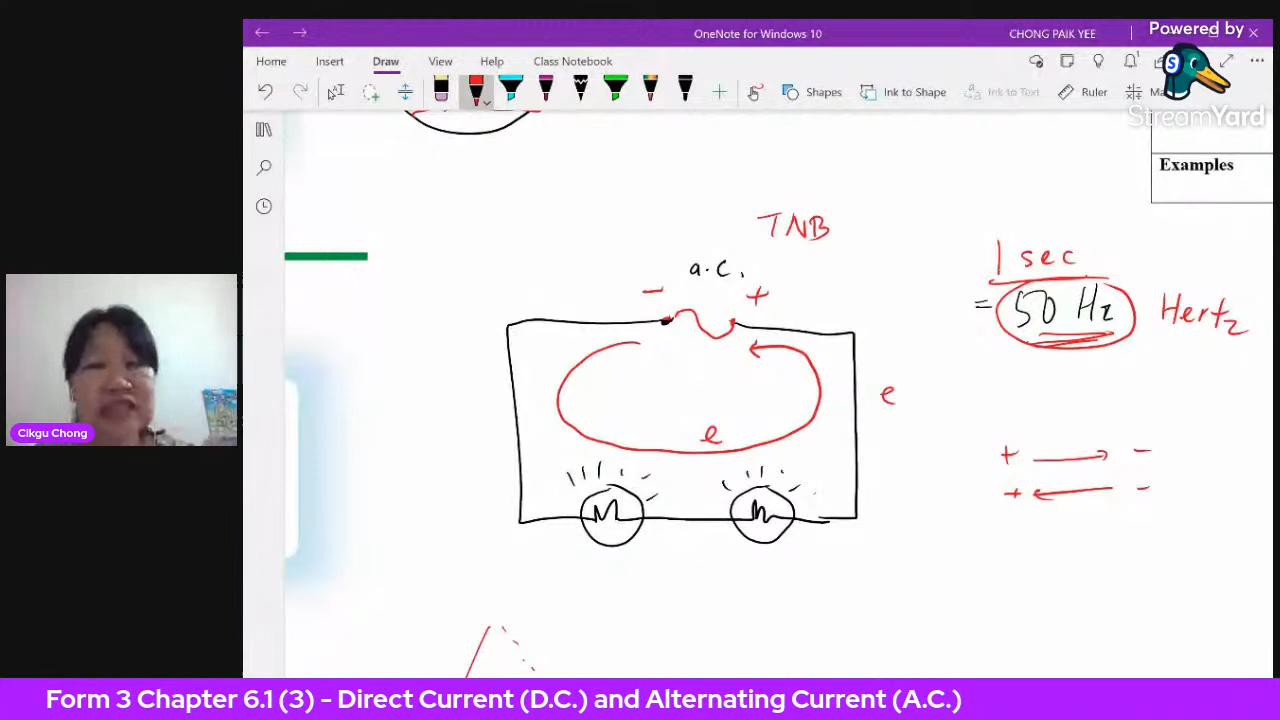 OneNote for Windows 10
CHONG PAIK YEE
Powered by
StreamYard
Home Insert Draw View Help Class Notebook
Shapes Ink to Shape Ink to Text Ruler
Examples
TNB
a.c.
- +
1 sec
= 50 Hz Hertz
e
e
+ → -
+ ← -
Cikgu Chong
Form 3 Chapter 6.1 (3) - Direct Current (D.C.) and Alternating Current (A.C.)